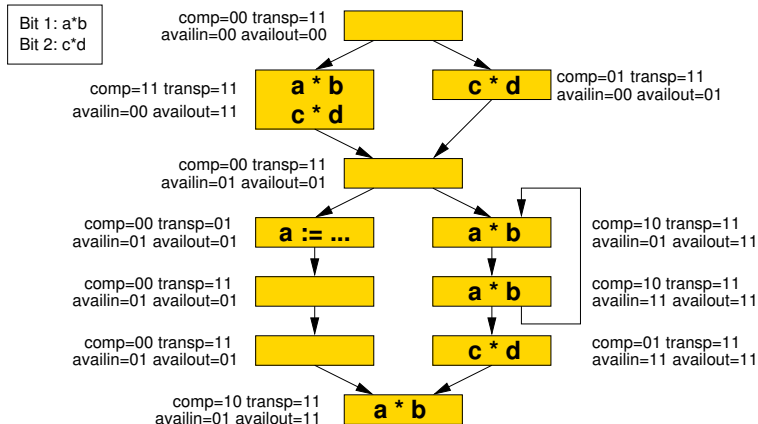 Bit 1: a*b
Bit 2: c*d
comp=00 transp=11
availin=00 availout=00
comp=11 transp=11
availin=00 availout=11
a * b
c * d
c * d
comp=01 transp=11
availin=00 availout=01
comp=00 transp=11
availin=01 availout=01
comp=00 transp=01
availin=01 availout=01
a := ...
a * b
comp=10 transp=11
availin=01 availout=11
comp=00 transp=11
availin=01 availout=01
a * b
comp=10 transp=11
availin=11 availout=11
comp=00 transp=11
availin=01 availout=01
c * d
comp=01 transp=11
availin=11 availout=11
comp=10 transp=11
availin=01 availout=11
a * b